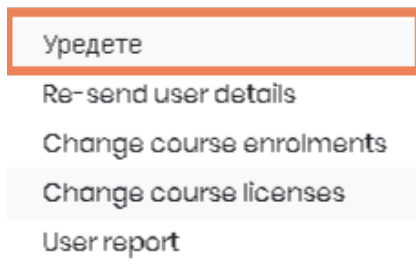 Уредете
Re-send user details
Change course enrolments
Change course licenses
User report